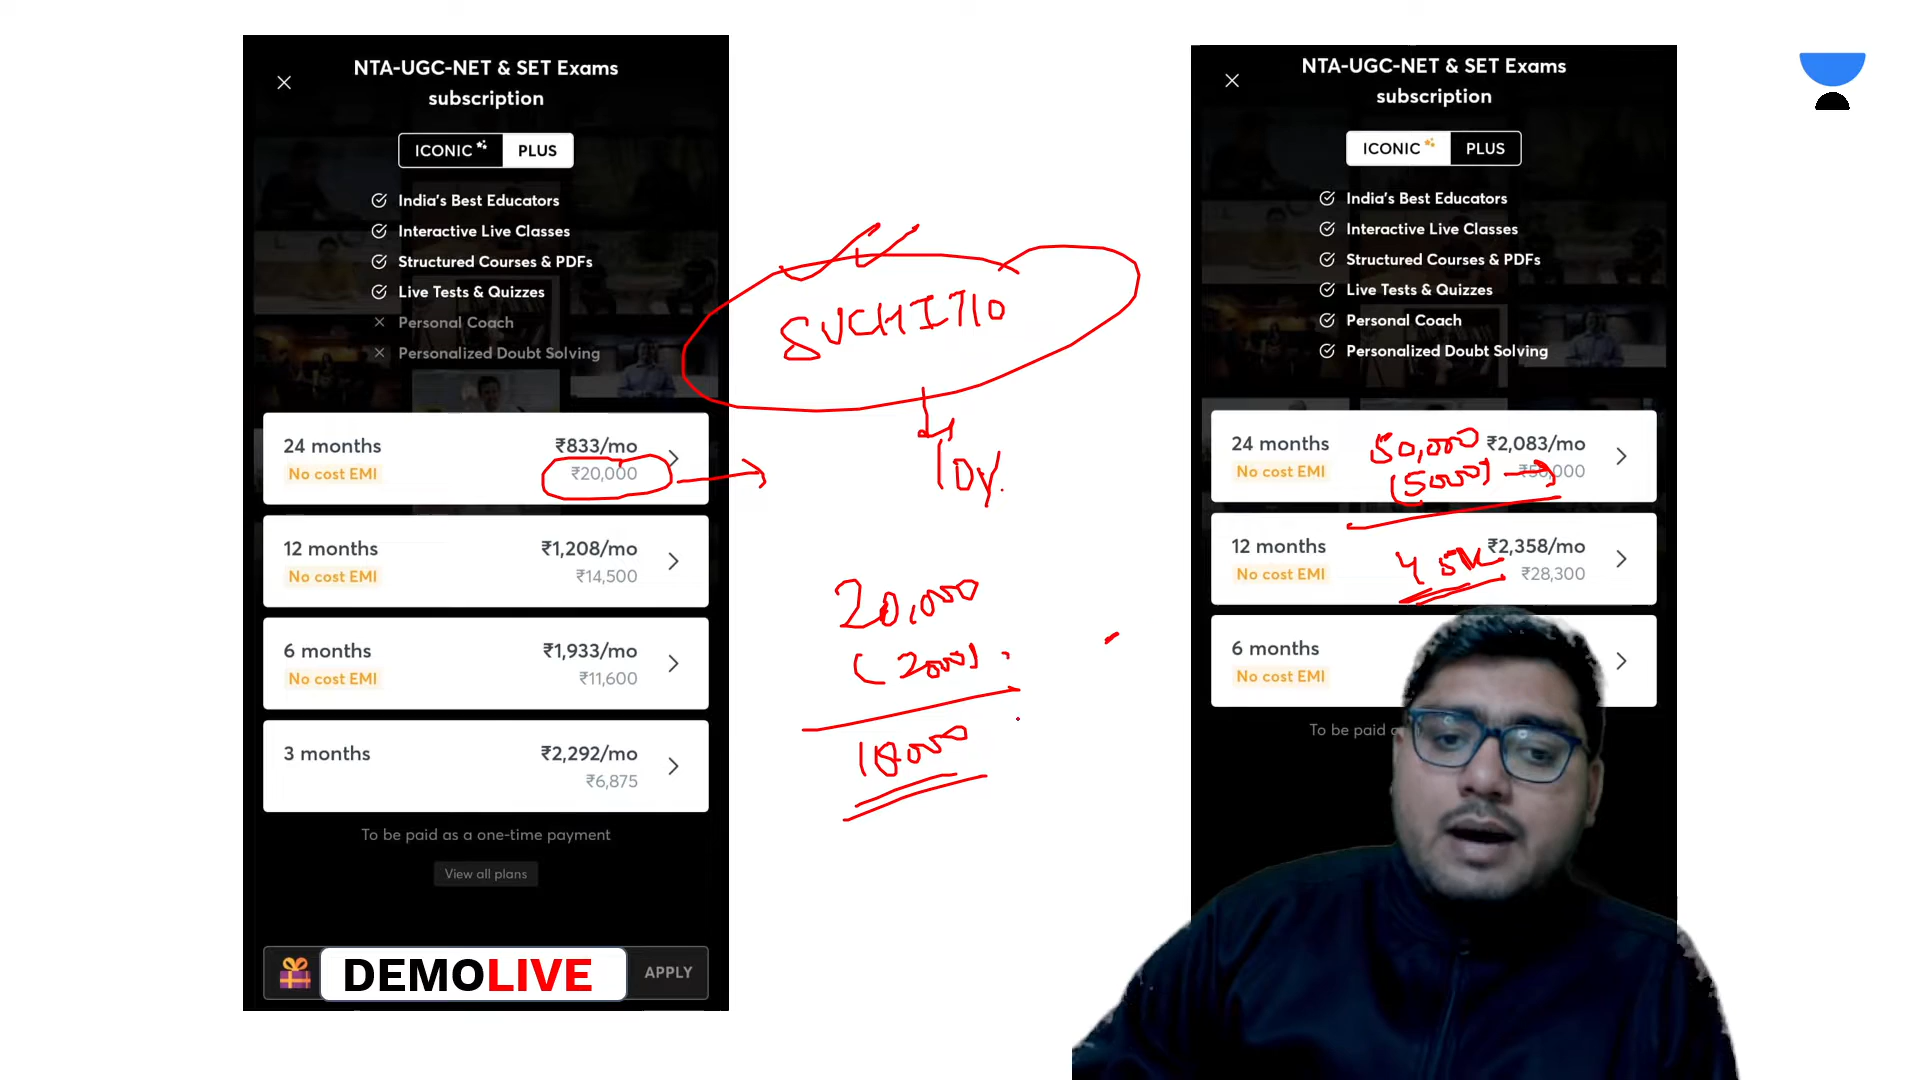 NTA-UGC-NET & SET Exams
subscription
ICONIC PLUS
India's Best Educators
Interactive Live Classes
Structured Courses & PDFs
Live Tests & Quizzes
Personal Coach
Personalized Doubt Solving
24 months ₹833/mo
No cost EMI ₹20,000
12 months ₹1,208/mo
No cost EMI ₹14,500
6 months ₹1,933/mo
No cost EMI ₹11,600
3 months ₹2,292/mo
₹6,875
To be paid as a one-time payment
View all plans
DEMOLIVE APPLY
20,000
(2000)
18000
NTA-UGC-NET & SET Exams
subscription
ICONIC PLUS
India's Best Educators
Interactive Live Classes
Structured Courses & PDFs
Live Tests & Quizzes
Personal Coach
Personalized Doubt Solving
24 months 50,000 ₹2,083/mo
No cost EMI (5000)
12 months ₹2,358/mo
No cost EMI 45K ₹28,300
6 months
No cost EMI
To be paid